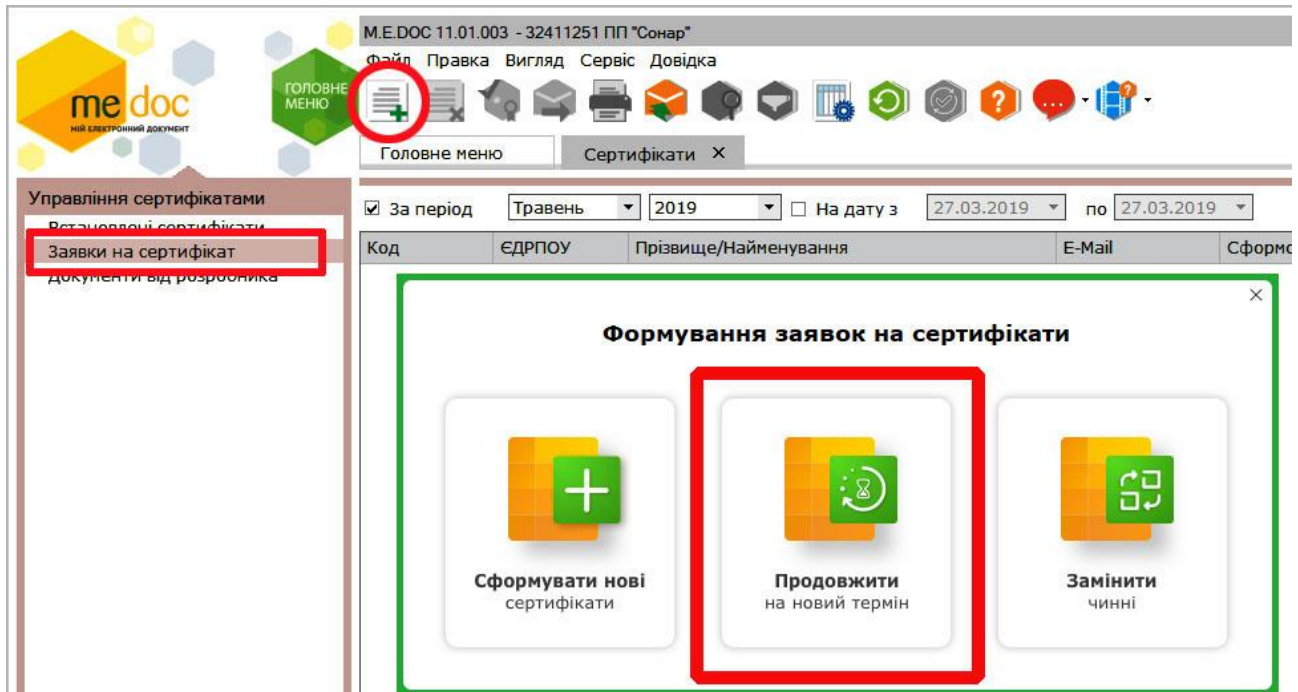 M.E.DOC 11.01.003 - 32411251 ПП "Сонар"
Файл Правка Вигляд Сервіс Довідка
me doc
МІЙ ЕЛЕКТРОННИЙ ДОКУМЕНТ
ГОЛОВНЕ
МЕНЮ
Головне меню Сертифікати X
Управління сертифікатами
Встановлені сертифікати
Заявки на сертифікат
Документи від розробника
За період Травень 2019 На дату з 27.03.2019 по 27.03.2019
Код ЄДРПОУ Прізвище/Найменування E-Mail Сформо
Формування заявок на сертифікати
Сформувати нові
сертифікати
Продовжити
на новий термін
Замінити
чинні